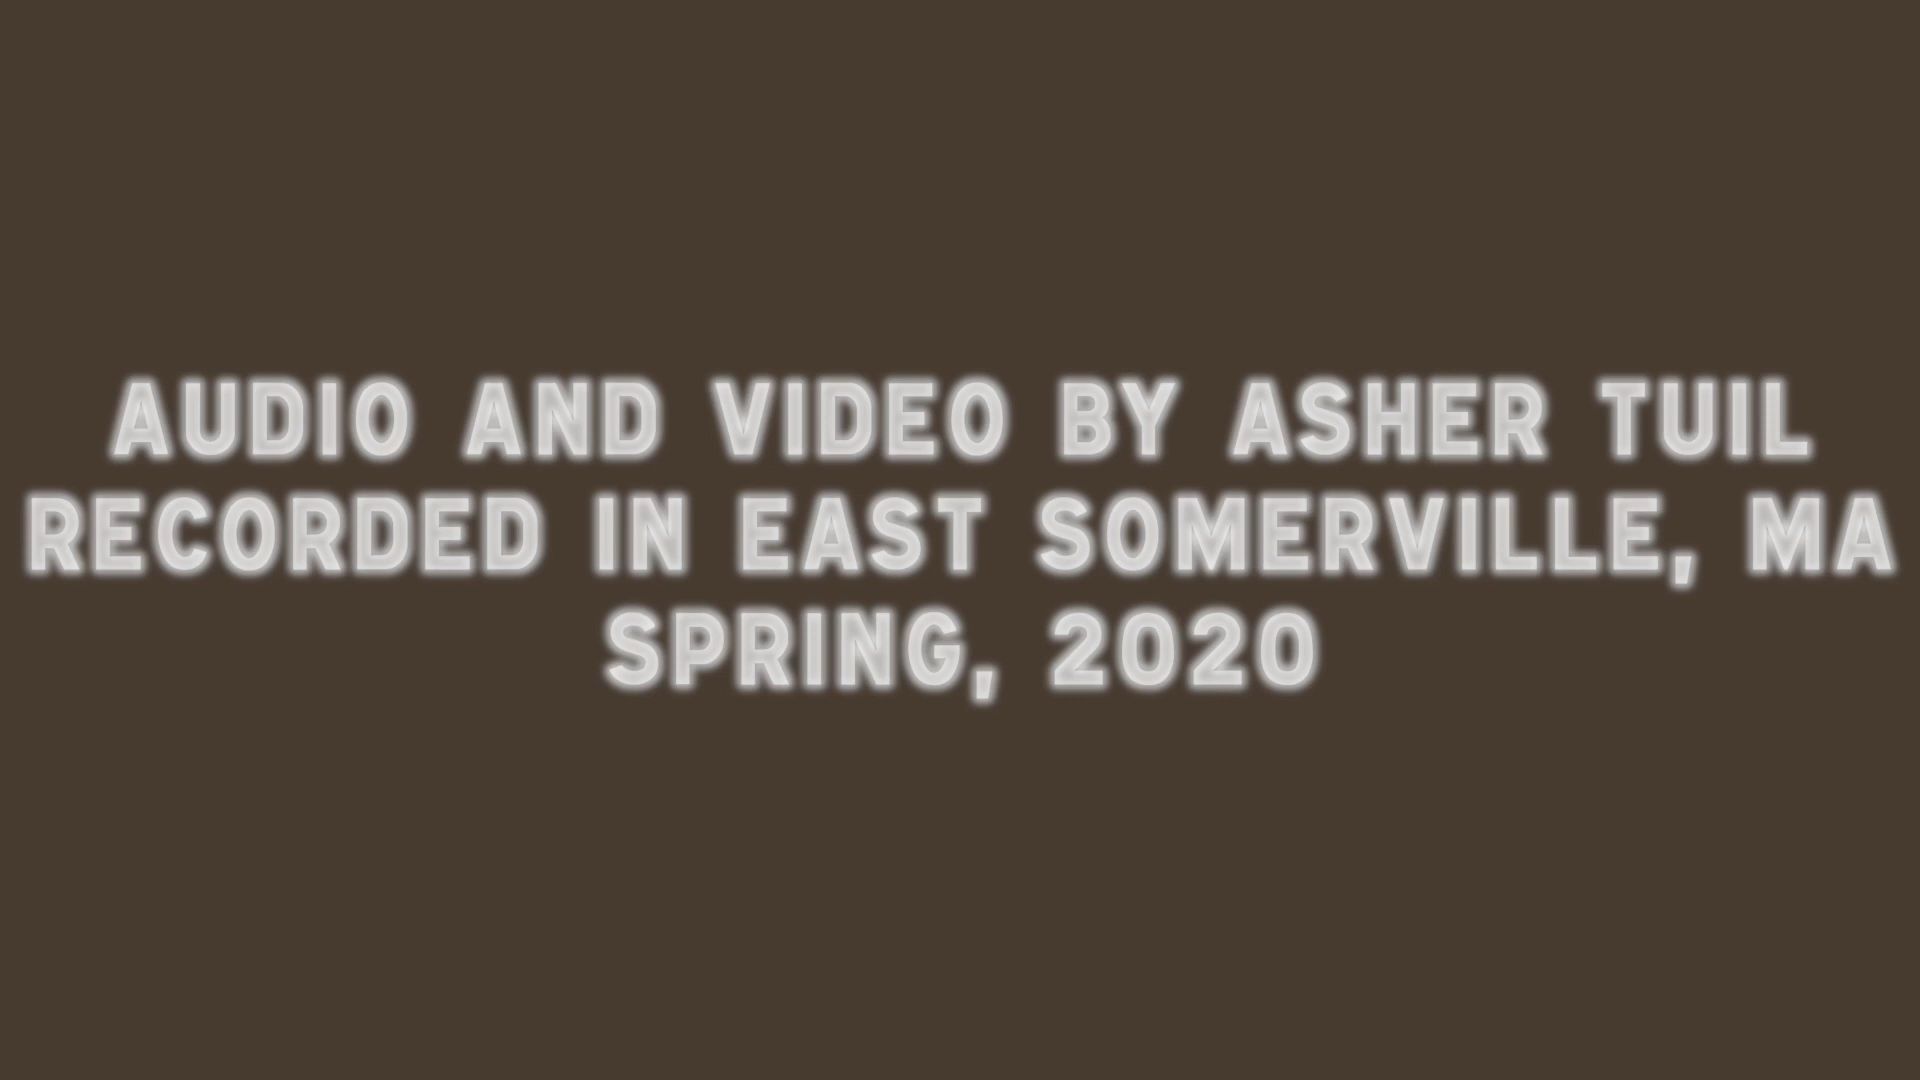 AUDIO AND VIDEO BY ASHER TUIL
RECORDED IN EAST SOMERVILLE, MA
SPRING, 2020